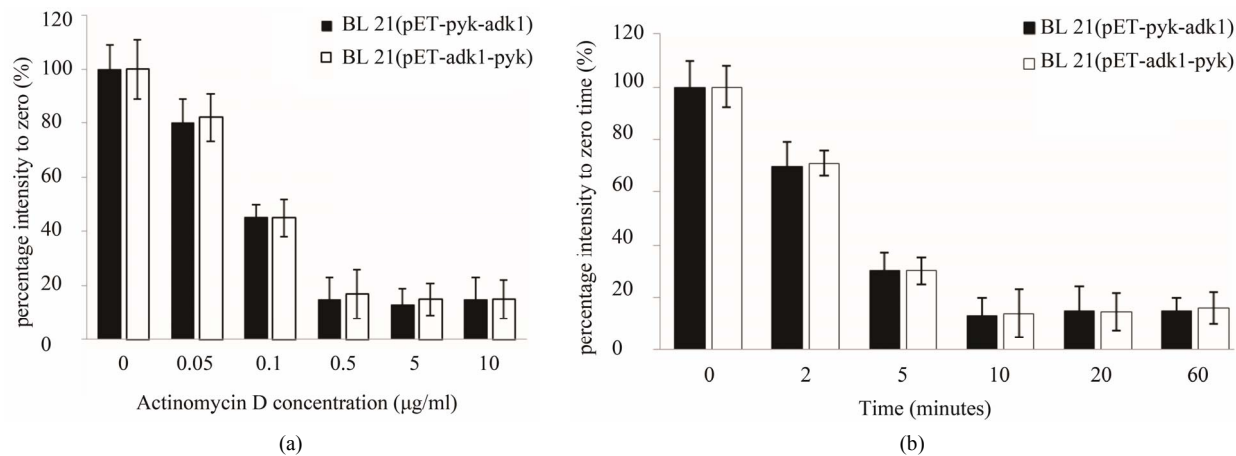 120
100
80
60
40
20
0
percentage intensity to zero (%)
BL 21(pET-pyk-adk1)
BL 21(pET-adk1-pyk)
0 0.05 0.1 0.5 5 10
Actinomycin D concentration (μg/ml)
(a)
120
100
80
60
40
20
0
percentage intensity to zero time (%)
BL 21(pET-pyk-adk1)
BL 21(pET-adk1-pyk)
0 2 5 10 20 60
Time (minutes)
(b)